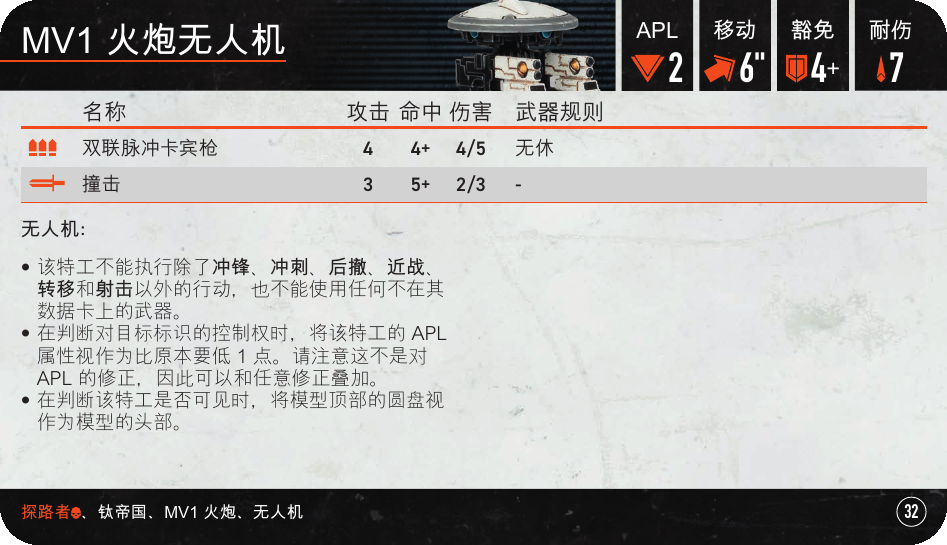 MV1 火炮无人机
APL 移动 豁免 耐伤
2 6" 4+ 7
名称 攻击 命中 伤害 武器规则
双联脉冲卡宾枪 4 4+ 4/5 无休
撞击 3 5+ 2/3 -
无人机:
• 该特工不能执行除了冲锋、冲刺、后撤、近战、
转移和射击以外的行动，也不能使用任何不在其
数据卡上的武器。
• 在判断对目标标识的控制权时，将该特工的 APL
属性视作为比原本要低 1 点。请注意这不是对
APL 的修正，因此可以和任意修正叠加。
• 在判断该特工是否可见时，将模型顶部的圆盘视
作为模型的头部。
探路者、钛帝国、MV1 火炮、无人机
32